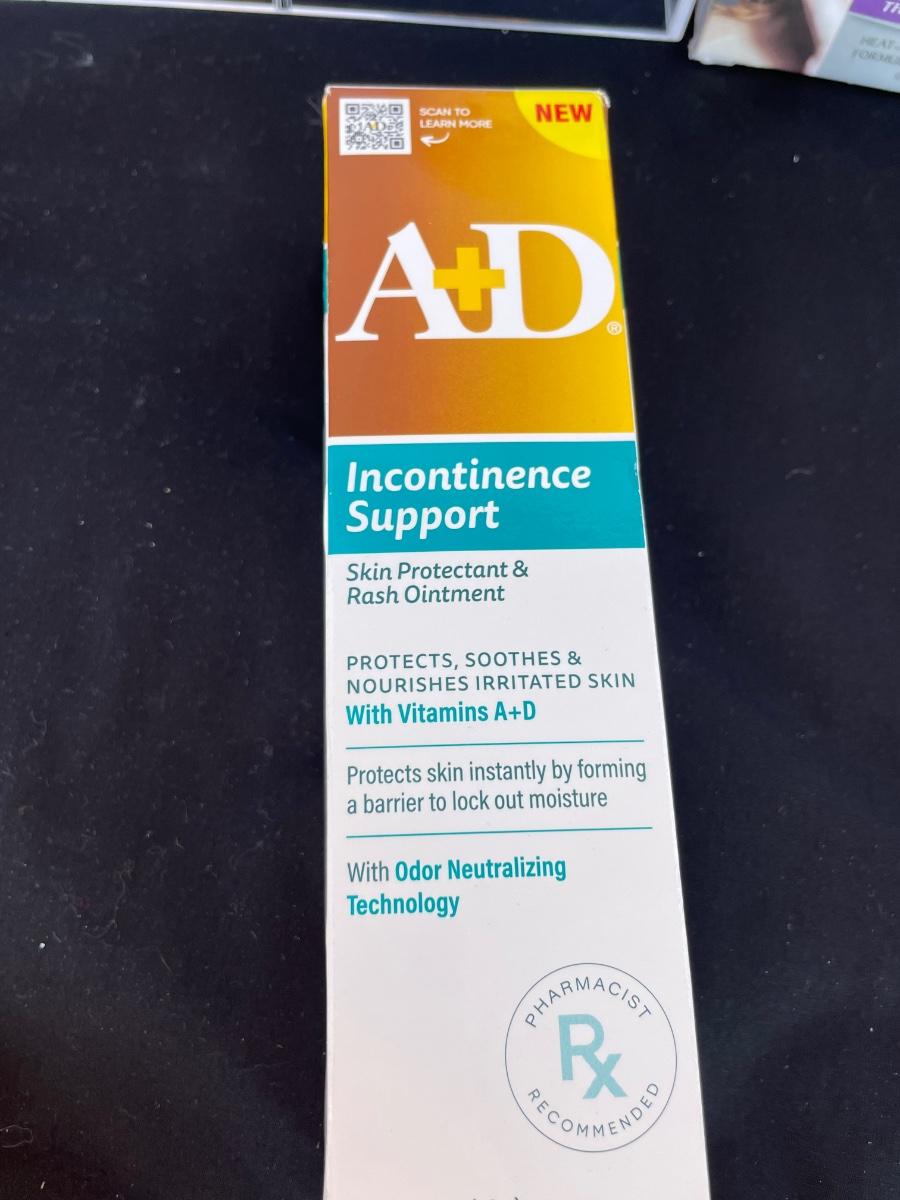 SCAN TO
LEARN MORE
NEW
A+D®
Incontinence
Support
Skin Protectant &
Rash Ointment
PROTECTS, SOOTHES &
NOURISHES IRRITATED SKIN
With Vitamins A+D
Protects skin instantly by forming
a barrier to lock out moisture
With Odor Neutralizing
Technology
PHARMACIST
Rx
RECOMMENDED